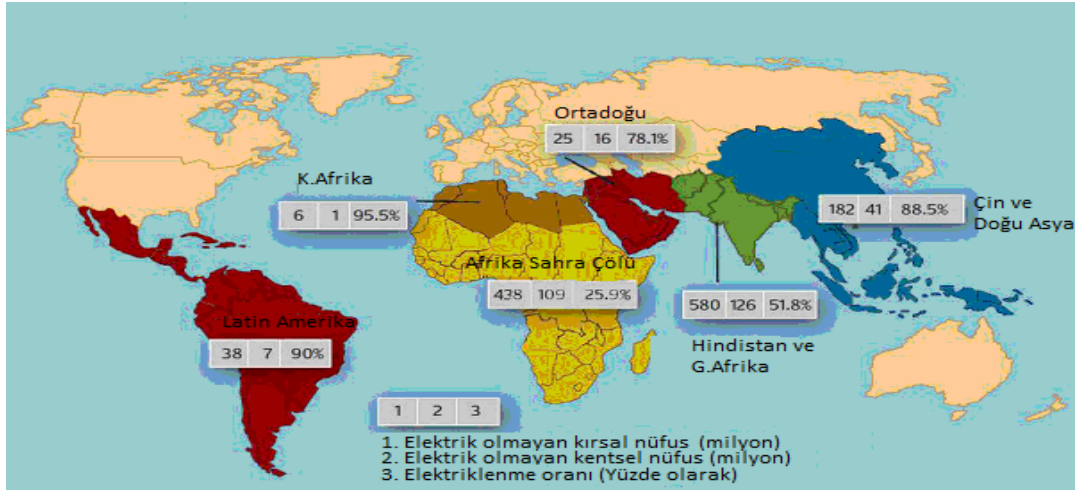 Ortadoğu
25 16 78.1%
K.Afrika
6 1 95.5%
182 41 88.5%
Çin ve
Doğu Asya
Afrika Sahra Çölü
438 109 25.9%
580 126 51.8%
Hindistan ve
G.Afrika
Latin Amerika
38 7 90%
1 2 3
1. Elektrik olmayan kırsal nüfus (milyon)
2. Elektrik olmayan kentsel nüfus (milyon)
3. Elektriklenme oranı (Yüzde olarak)